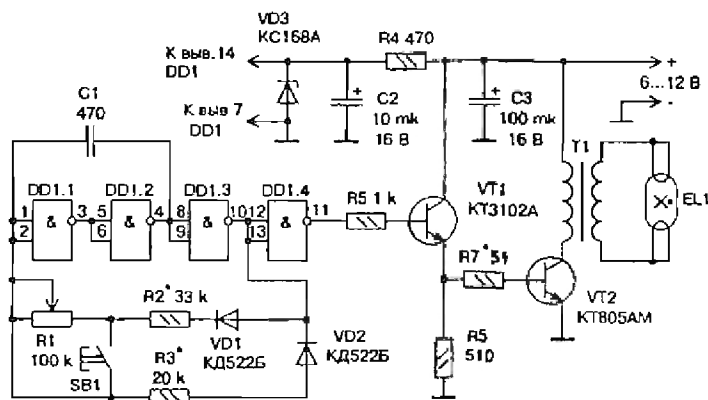 VD3
КС168А
К выв. 14
DD1
R4 470
+
6...12 В
-
К выв 7
DD1
C1
470
C2
10 mk
16 В
+
C3
100 mk
16 В
+
T1
DD1.1
DD1.2
DD1.3
DD1.4
1
2
&
3
5
6
&
4
8
9
&
10
12
13
&
11
R5 1 k
VT1
КТ3102А
EL1
R7* 51
VT2
КТ805АМ
R1
100 k
R2* 33 k
VD1
КД522Б
VD2
КД522Б
SB1
R3*
20 k
R5
510